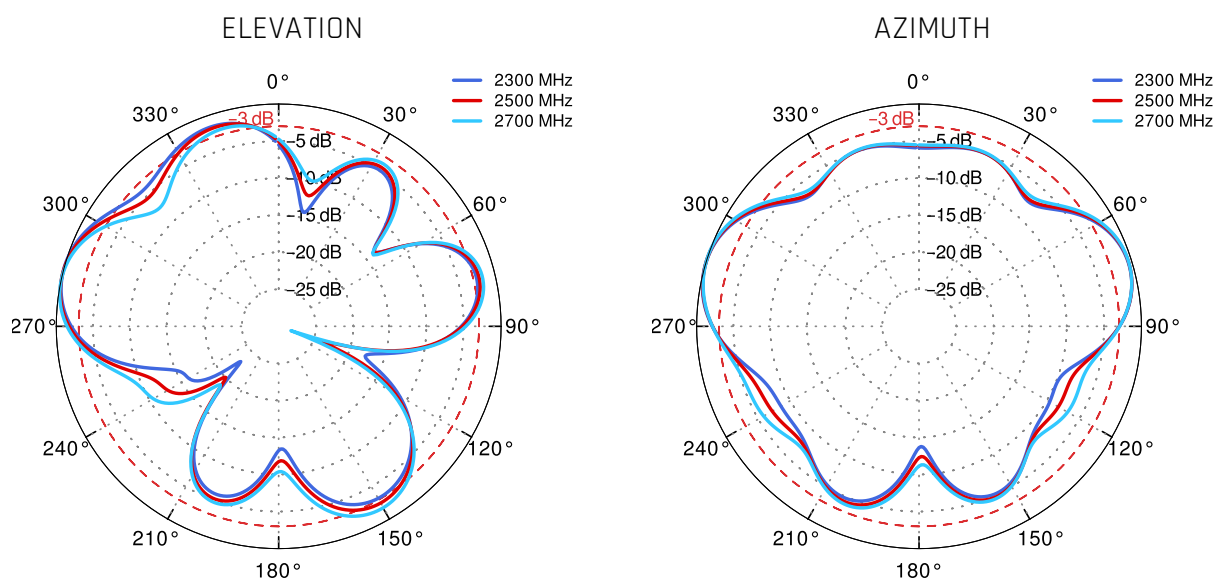 ELEVATION
0°
30°
60°
90°
120°
150°
180°
210°
240°
270°
300°
330°
−3 dB
−5 dB
−10 dB
−15 dB
−20 dB
−25 dB
2300 MHz
2500 MHz
2700 MHz
AZIMUTH
0°
30°
60°
90°
120°
150°
180°
210°
240°
270°
300°
330°
−3 dB
−5 dB
−10 dB
−15 dB
−20 dB
−25 dB
2300 MHz
2500 MHz
2700 MHz